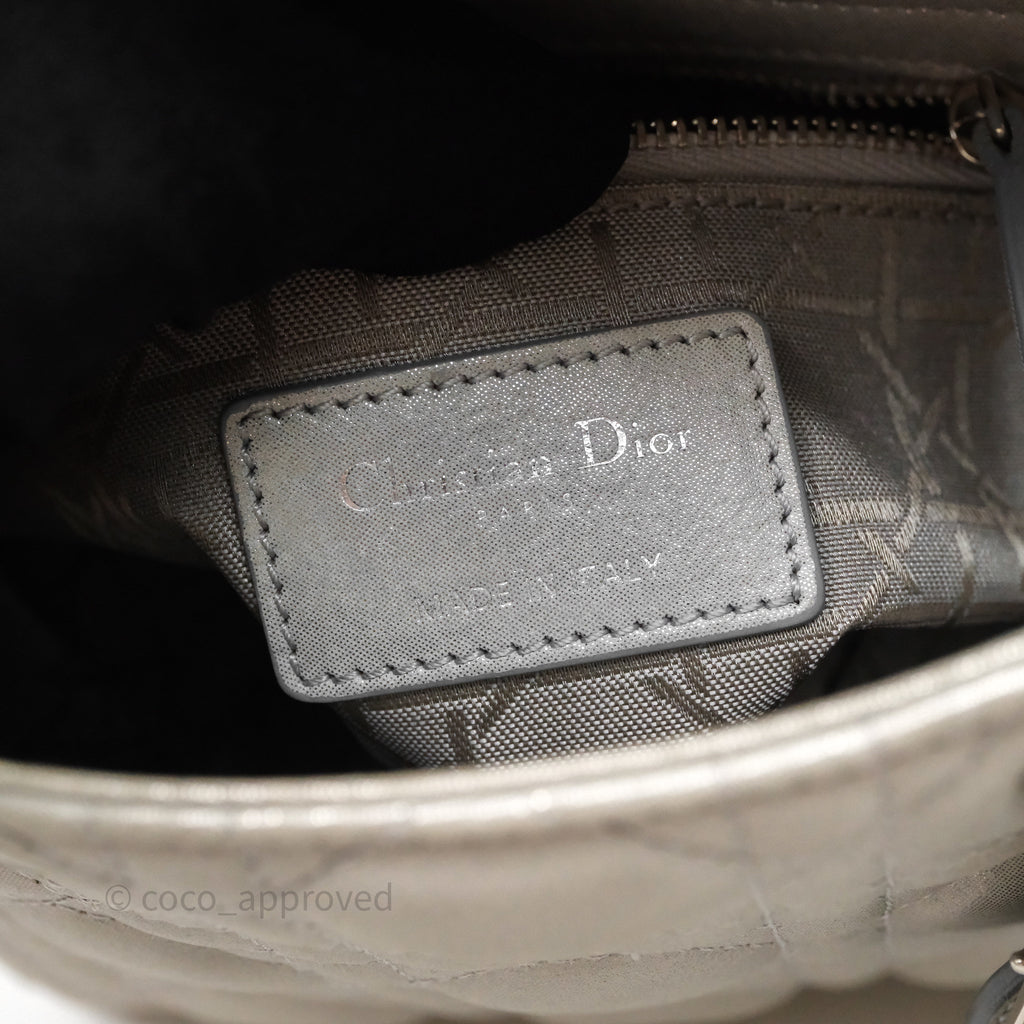 Christian Dior
PARIS
MADE IN ITALY
© coco_approved